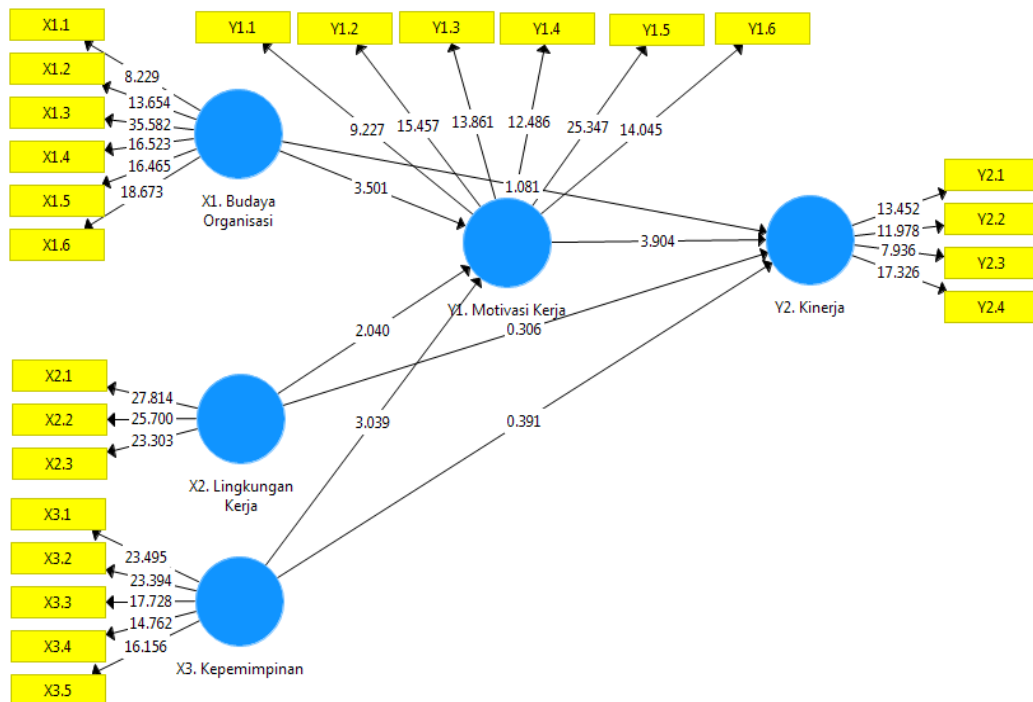 X1.1
X1.2
X1.3
X1.4
X1.5
X1.6
8.229
13.654
35.582
16.523
16.465
18.673
X1. Budaya
Organisasi
Y1.1
Y1.2
Y1.3
Y1.4
Y1.5
Y1.6
9.227
15.457
13.861
12.486
25.347
14.045
3.501
1.081
Y1. Motivasi Kerja
3.904
Y2. Kinerja
13.452
11.978
7.936
17.326
Y2.1
Y2.2
Y2.3
Y2.4
2.040
0.306
3.039
0.391
X2.1
X2.2
X2.3
27.814
25.700
23.303
X2. Lingkungan
Kerja
X3.1
X3.2
X3.3
X3.4
X3.5
23.495
23.394
17.728
14.762
16.156
X3. Kepemimpinan